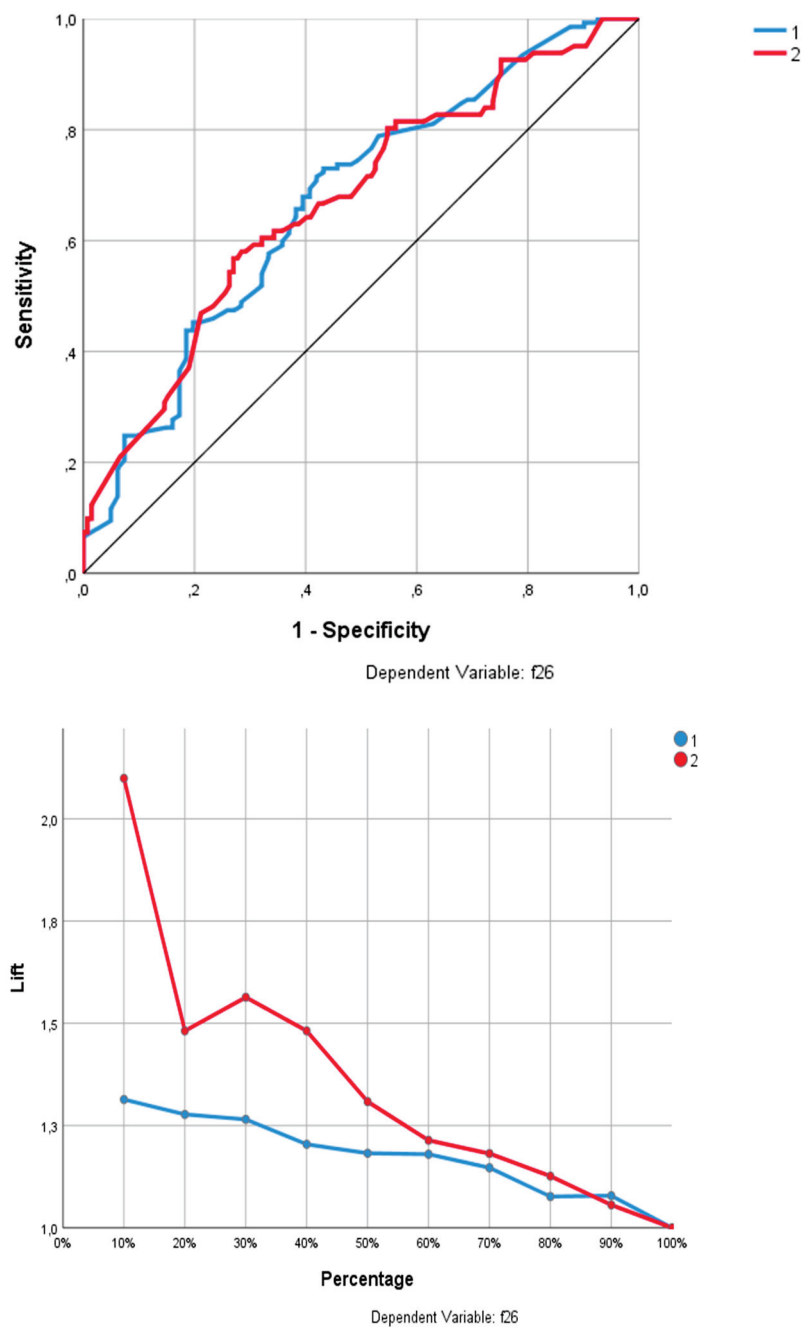 1,0
,8
,6
,4
,2
,0
Sensitivity
,0 ,2 ,4 ,6 ,8 1,0
1 - Specificity
Dependent Variable: f26
1
2
2,0
1,8
1,5
1,3
1,0
Lift
0% 10% 20% 30% 40% 50% 60% 70% 80% 90% 100%
Percentage
Dependent Variable: f26
1
2